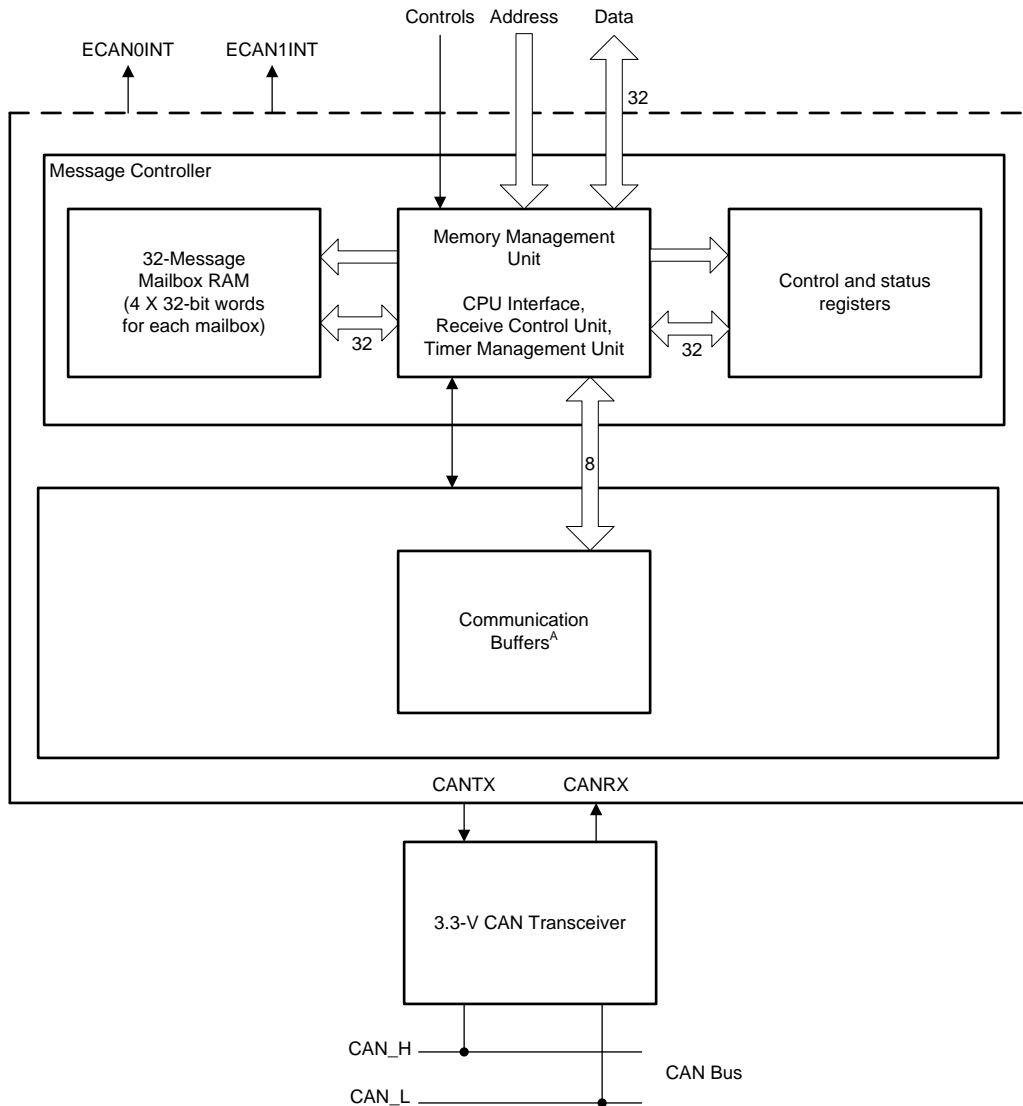 Controls Address Data
ECAN0INT ECAN1INT
32
Message Controller
32-Message
Mailbox RAM
(4 X 32-bit words
for each mailbox)
32
Memory Management
Unit
CPU Interface,
Receive Control Unit,
Timer Management Unit
32
Control and status
registers
8
Communication
Buffers^A
CANTX CANRX
3.3-V CAN Transceiver
CAN_H
CAN Bus
CAN_L